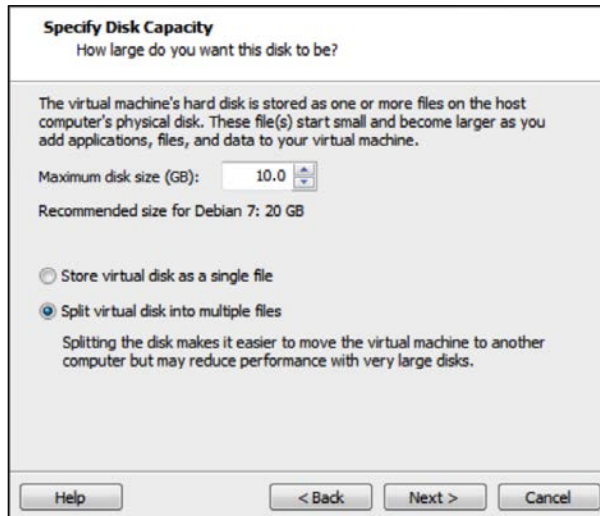 Specify Disk Capacity
How large do you want this disk to be?
The virtual machine's hard disk is stored as one or more files on the host
computer's physical disk. These file(s) start small and become larger as you
add applications, files, and data to your virtual machine.
Maximum disk size (GB): 10.0
Recommended size for Debian 7: 20 GB
Store virtual disk as a single file
Split virtual disk into multiple files
Splitting the disk makes it easier to move the virtual machine to another
computer but may reduce performance with very large disks.
Help < Back Next > Cancel